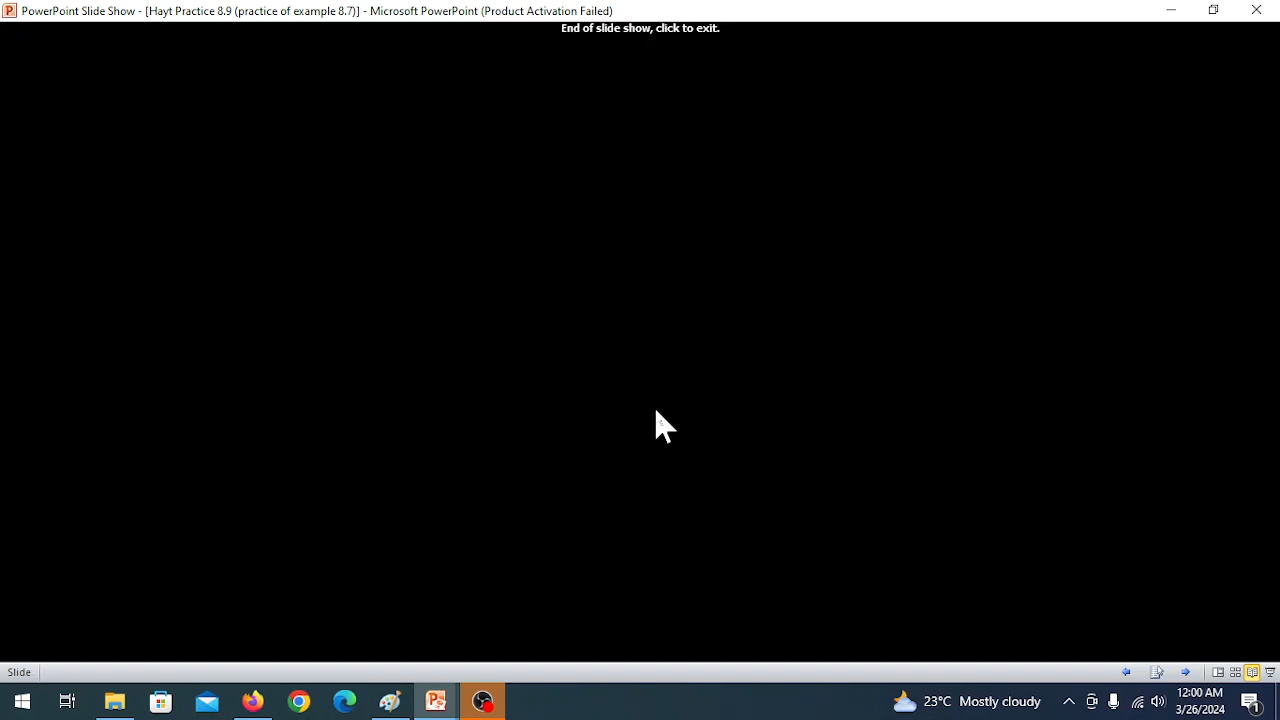 PowerPoint Slide Show - [Hayt Practice 8.9 (practice of example 8.7)] - Microsoft PowerPoint (Product Activation Failed)
End of slide show, click to exit.
Slide
23°C Mostly cloudy
12:00 AM
3/26/2024
1